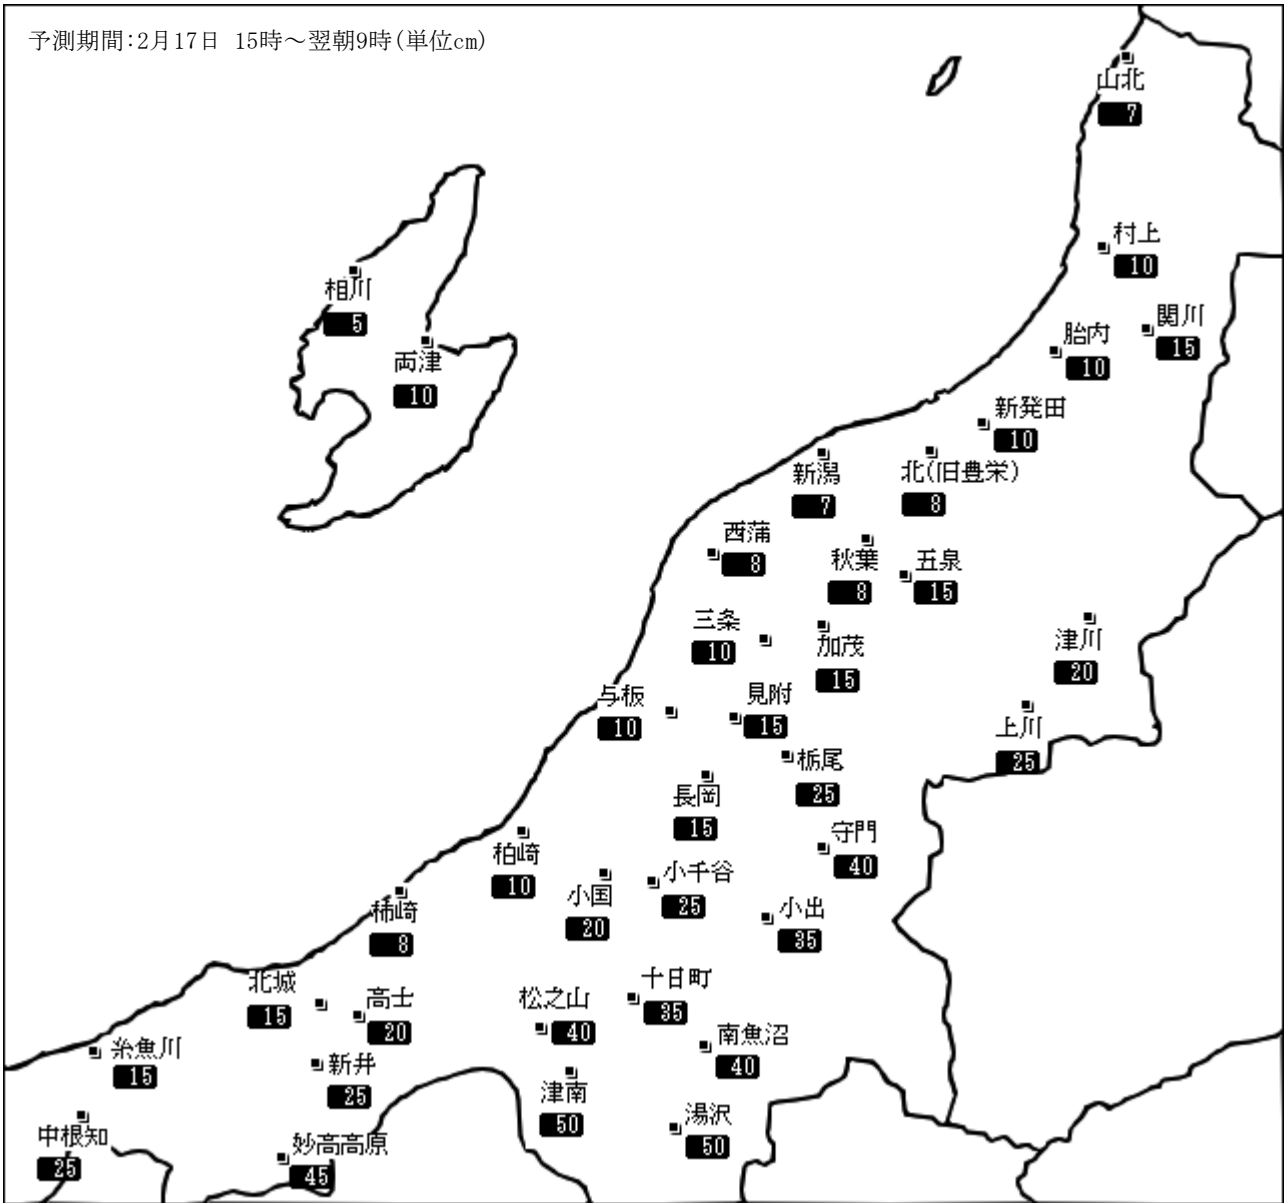 予測期間:2月17日 15時～翌朝9時(単位cm)
山北
7
村上
10
相川
5
関川
15
胎内
10
両津
10
新発田
10
新潟
7
北(旧豊栄)
8
西蒲
8
秋葉
8
五泉
15
三条
10
加茂
15
津川
20
与板
10
見附
15
上川
25
栃尾
25
長岡
15
守門
40
柏崎
10
小国
20
小千谷
25
小出
35
柿崎
8
北城
15
高士
20
松之山
40
十日町
35
南魚沼
40
糸魚川
15
新井
25
津南
50
湯沢
50
中根知
25
妙高高原
45